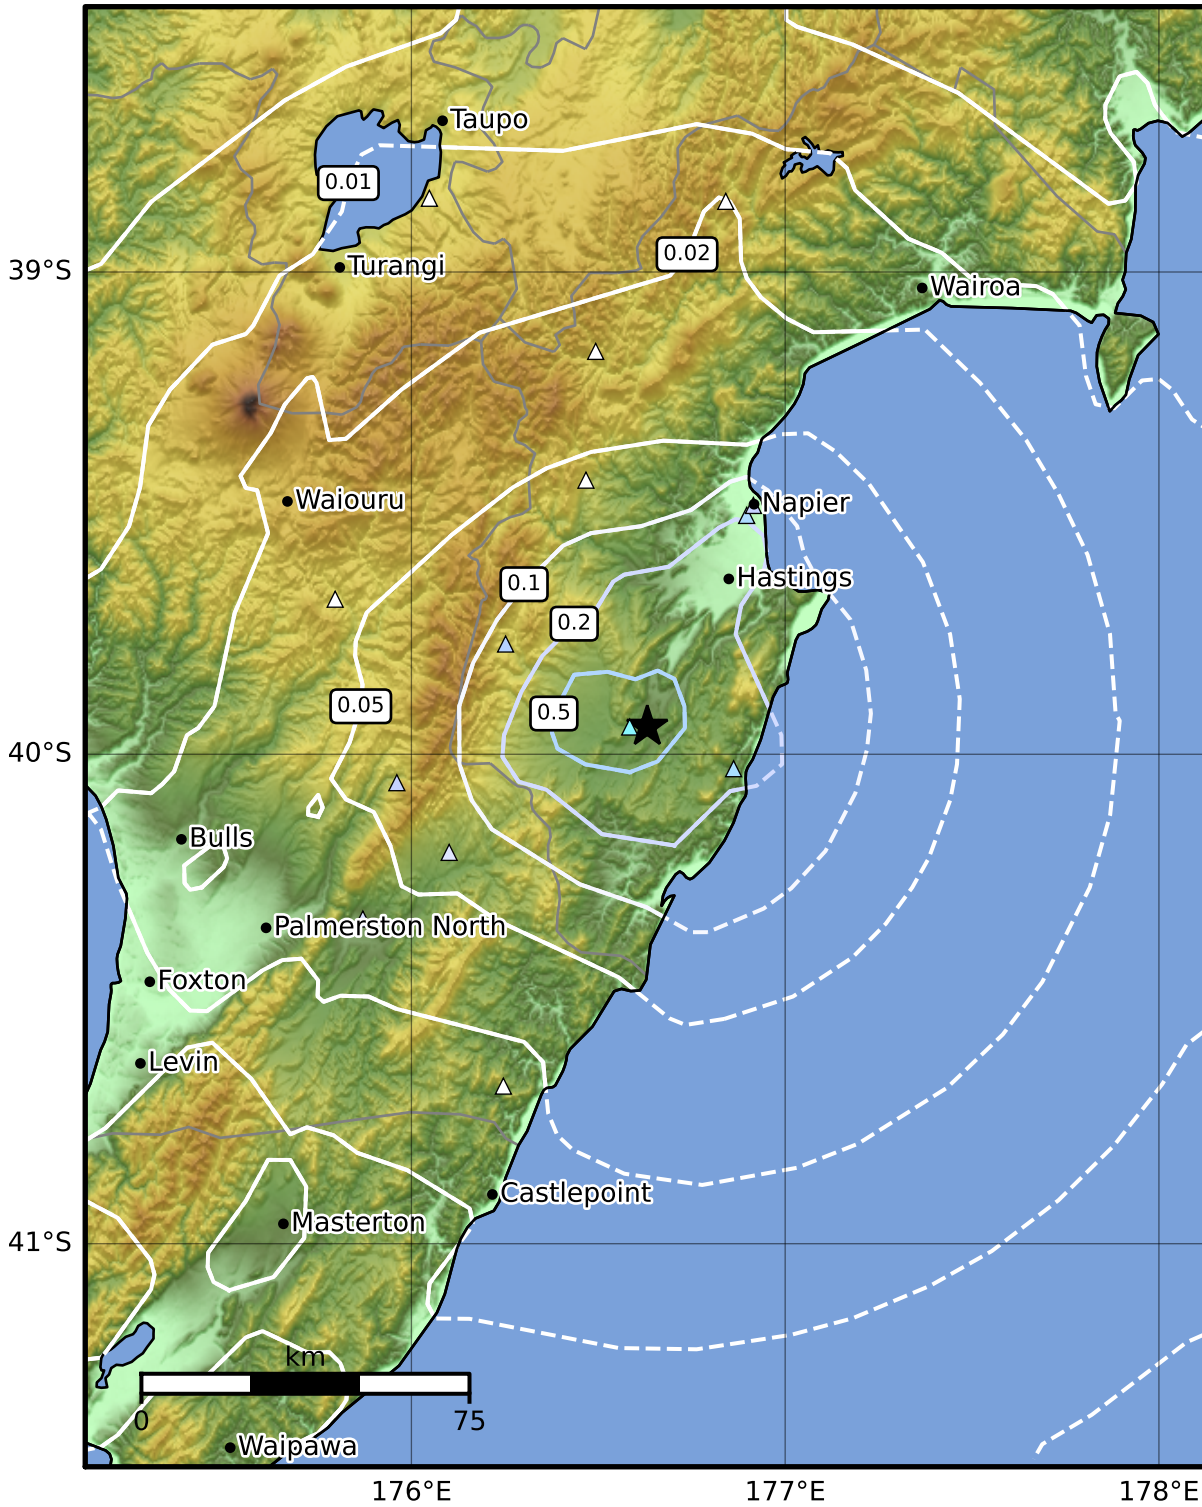 Taupo
0.01
0.02
39°S
Turangi
Wairoa
Waiouru
Napier
0.1
Hastings
0.2
0.05
0.5
40°S
Bulls
Palmerston North
Foxton
Levin
Castlepoint
Masterton
41°S
km
0
75
Waipawa
176°E
177°E
178°E